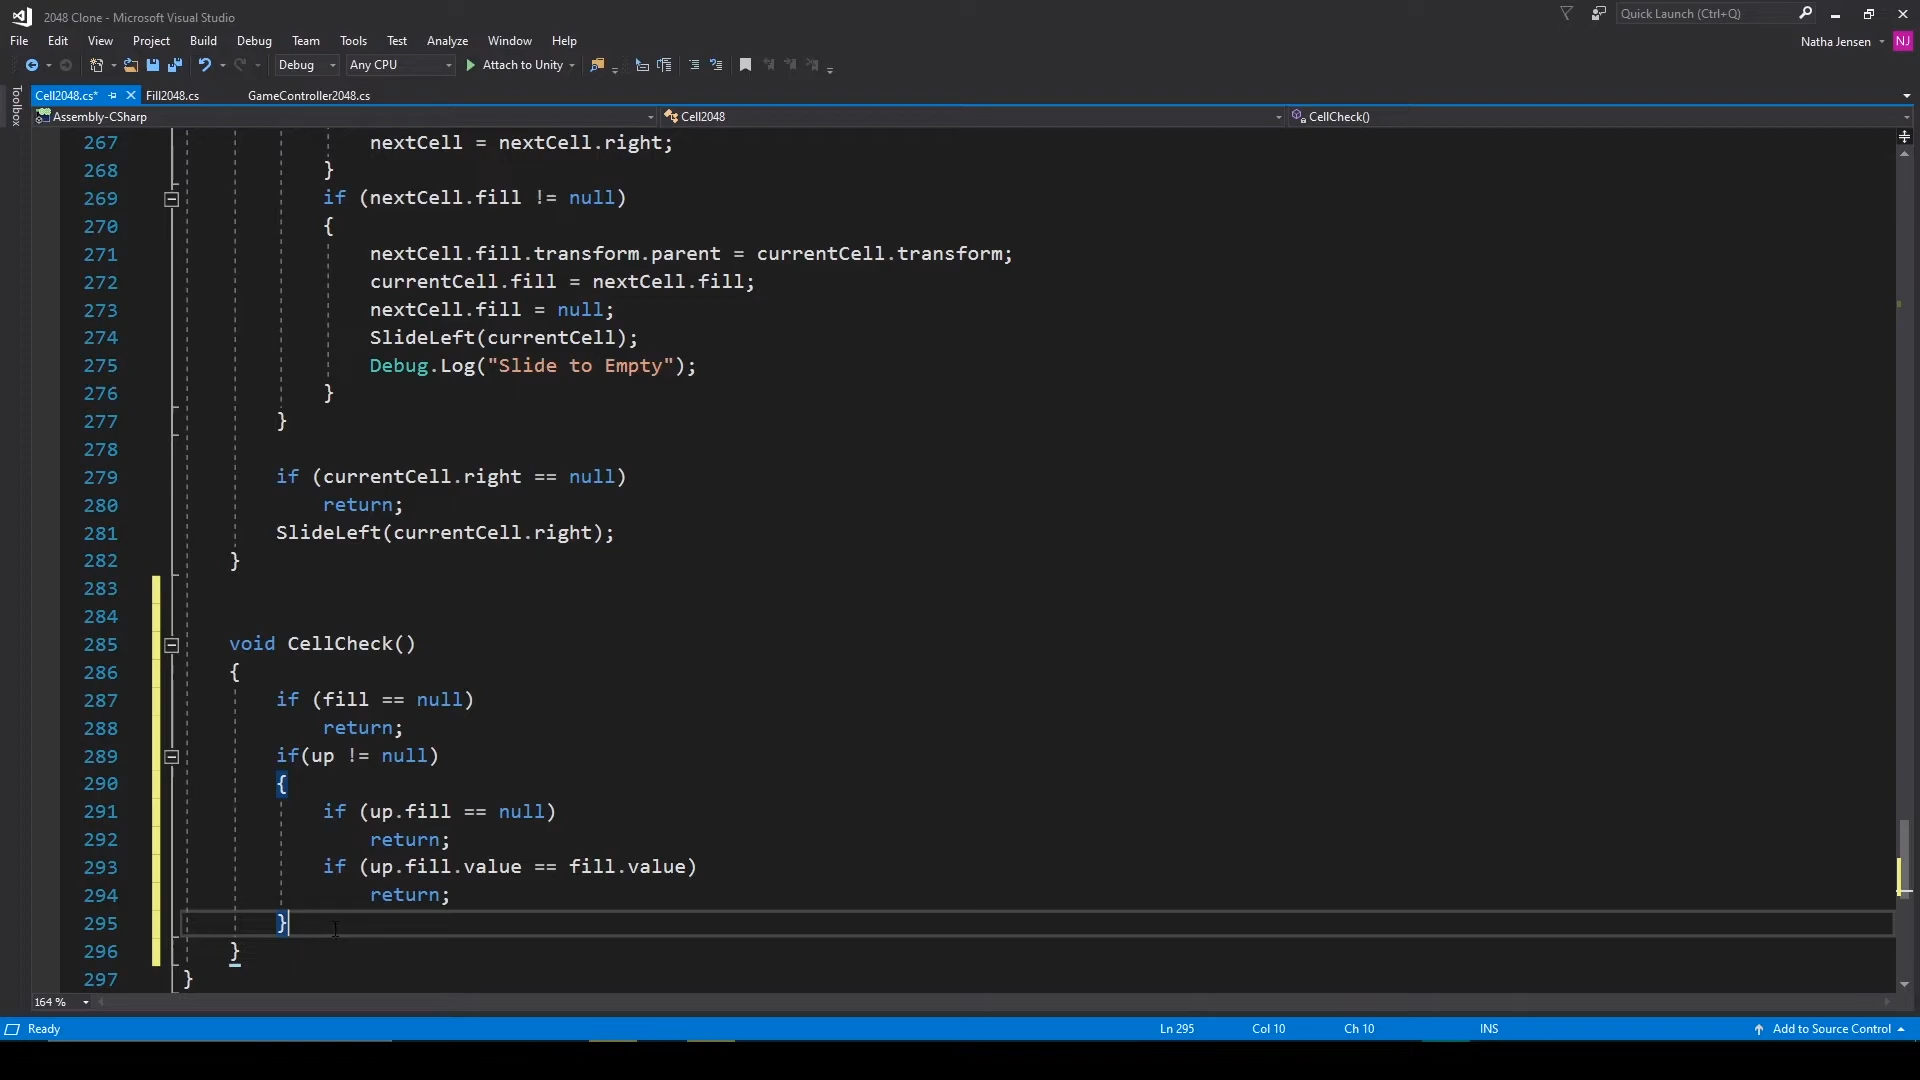 2048 Clone - Microsoft Visual Studio
Quick Launch (Ctrl+Q)
File Edit View Project Build Debug Team Tools Test Analyze Window Help
Natha Jensen NJ
Debug Any CPU Attach to Unity
Toolbox
Cell2048.cs* Fill2048.cs GameController2048.cs
Assembly-CSharp Cell2048 CellCheck()
267 nextCell = nextCell.right;
268 }
269 if (nextCell.fill != null)
270 {
271 nextCell.fill.transform.parent = currentCell.transform;
272 currentCell.fill = nextCell.fill;
273 nextCell.fill = null;
274 SlideLeft(currentCell);
275 Debug.Log("Slide to Empty");
276 }
277 }
278
279 if (currentCell.right == null)
280 return;
281 SlideLeft(currentCell.right);
282 }
283
284
285 void CellCheck()
286 {
287 if (fill == null)
288 return;
289 if(up != null)
290 {
291 if (up.fill == null)
292 return;
293 if (up.fill.value == fill.value)
294 return;
295 }
296 }
297 }
164 %
Ready Ln 295 Col 10 Ch 10 INS Add to Source Control